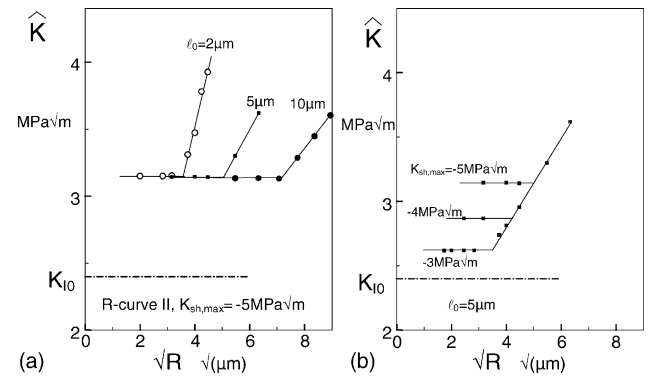 K̂
4
MPa√m
3
K_I0
2
ℓ₀=2μm
5μm
10μm
R-curve II, K_sh,max= -5MPa√m
0 2 4 6 8
(a) √R √(μm)
K̂
4
MPa√m
3
K_I0
2
K_sh,max=-5MPa√m
-4MPa√m
-3MPa√m
ℓ₀=5μm
0 2 4 6 8
(b) √R √(μm)